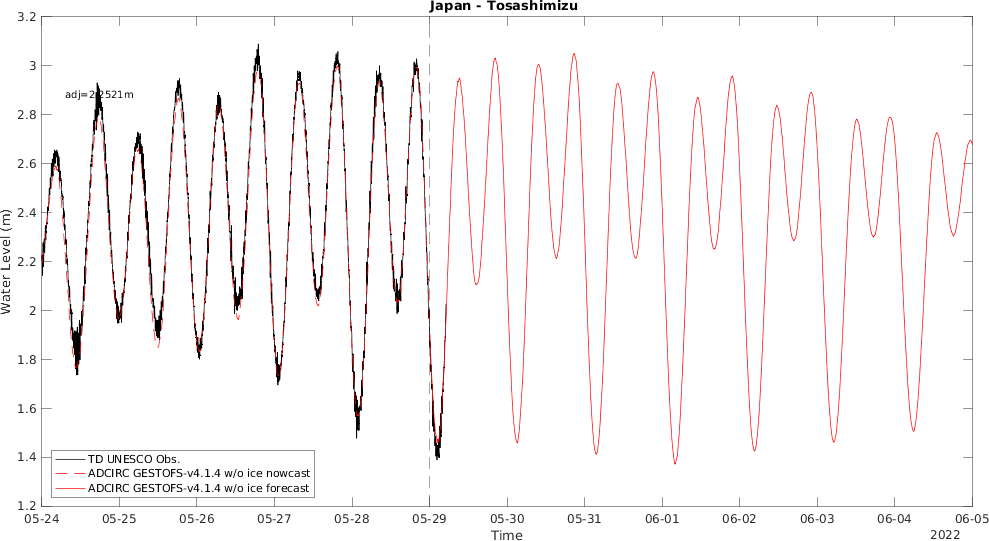 Japan - Tosashimizu
3.2
3
2.8
2.6
2.4
2.2
2
1.8
1.6
1.4
1.2
Water Level (m)
adj=2.2521m
TD UNESCO Obs.
ADCIRC GESTOFS-v4.1.4 w/o ice nowcast
ADCIRC GESTOFS-v4.1.4 w/o ice forecast
05-24 05-25 05-26 05-27 05-28 05-29 05-30 05-31 06-01 06-02 06-03 06-04 06-05
Time
2022